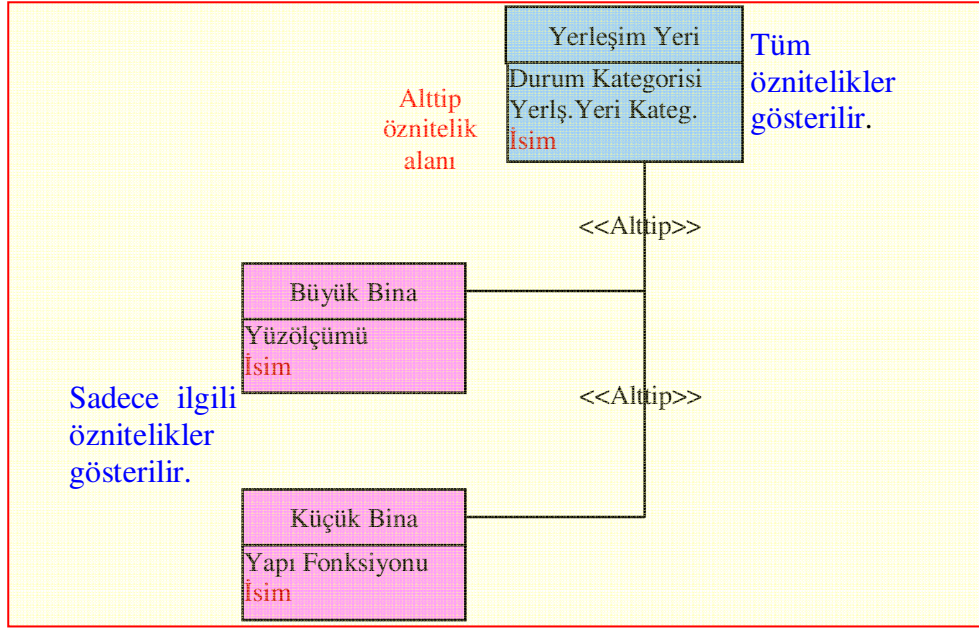 Yerleşim Yeri
Durum Kategorisi
Yerlş.Yeri Kateg.
İsim
Tüm
öznitelikler
gösterilir.
Alttip
öznitelik
alanı
<<Alttip>>
Büyük Bina
Yüzölçümü
İsim
Sadece ilgili
öznitelikler
gösterilir.
<<Alttip>>
Küçük Bina
Yapı Fonksiyonu
İsim